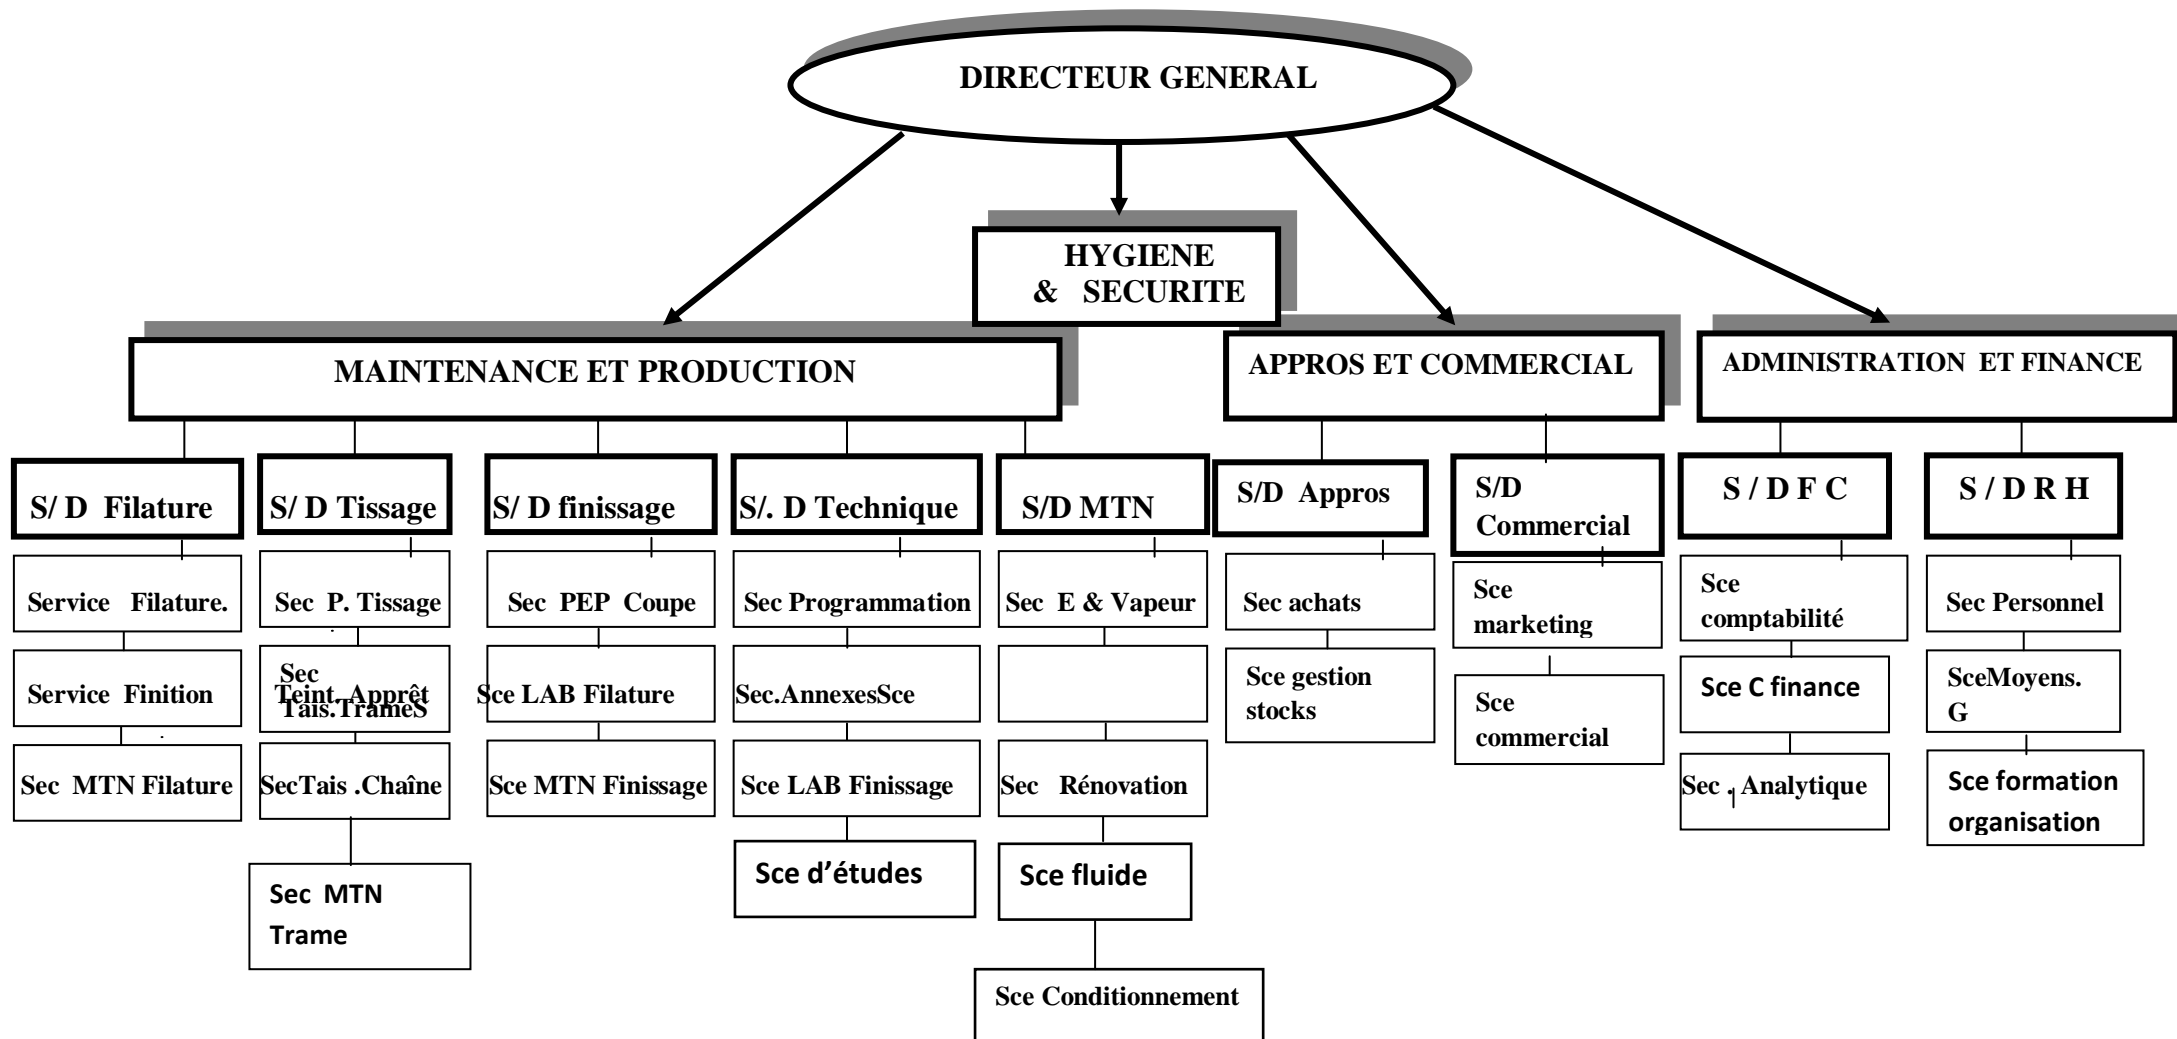 DIRECTEUR GENERAL
HYGIENE
& SECURITE
MAINTENANCE ET PRODUCTION
APPROS ET COMMERCIAL
ADMINISTRATION ET FINANCE
S/ D Filature
S/ D Tissage
S/ D finissage
S/. D Technique
S/D MTN
S/D Appros
S/D
Commercial
S / D F C
S / D R H
Service Filature.
Sec P. Tissage
Sec PEP Coupe
Sec Programmation
Sec E & Vapeur
Sec achats
Sce
marketing
Sce
comptabilité
Sec Personnel
Service Finition
Sec
Teint. Apprêt
Tais.TrameS
Sce LAB Filature
Sec.AnnexesSce
Sce gestion
stocks
Sce
commercial
Sce C finance
SceMoyens.
G
Sec MTN Filature
SecTais .Chaîne
Sce MTN Finissage
Sce LAB Finissage
Sec Rénovation
Sec . Analytique
Sce formation
organisation
Sec MTN
Trame
Sce d’études
Sce fluide
Sce Conditionnement